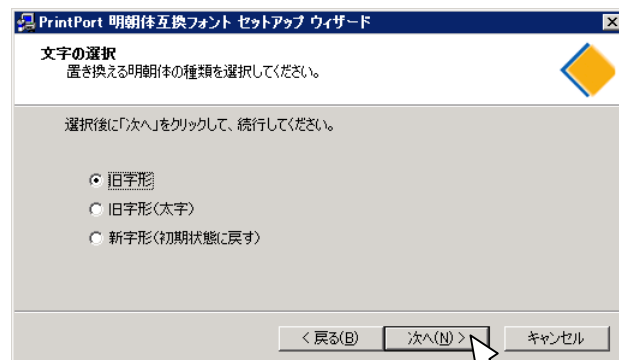 PrintPort 明朝体互換フォント セットアップ ウィザード
文字の選択
置き換える明朝体の種類を選択してください。
選択後に「次へ」をクリックして、続行してください。
旧字形
旧字形(太字)
新字形(初期状態に戻す)
< 戻る(B)
次へ(N) >
キャンセル